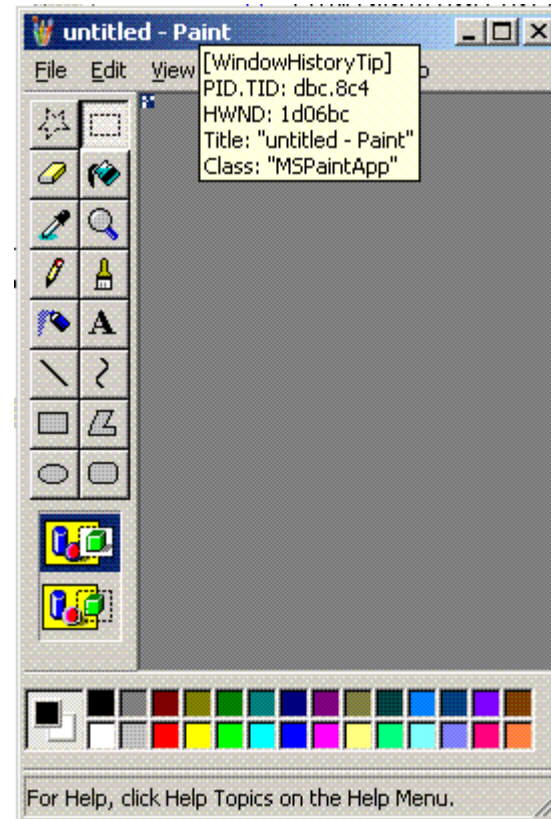 untitled - Paint
File Edit View
[WindowHistoryTip]
PID.TID: dbc.8c4
HWND: 1d06bc
Title: "untitled - Paint"
Class: "MSPaintApp"
A
For Help, click Help Topics on the Help Menu.